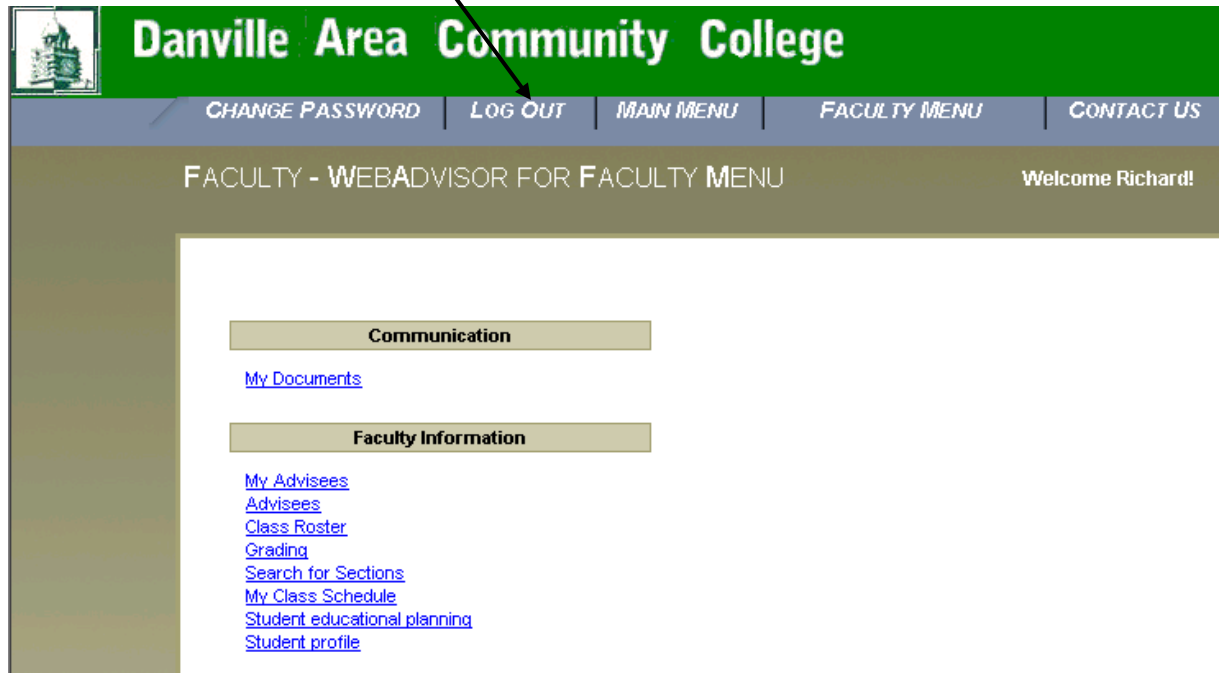 Danville Area Community College
CHANGE PASSWORD LOG OUT MAIN MENU FACULTY MENU CONTACT US
FACULTY - WEBADVISOR FOR FACULTY MENU Welcome Richard!
Communication
My Documents
Faculty Information
My Advisees
Advisees
Class Roster
Grading
Search for Sections
My Class Schedule
Student educational planning
Student profile